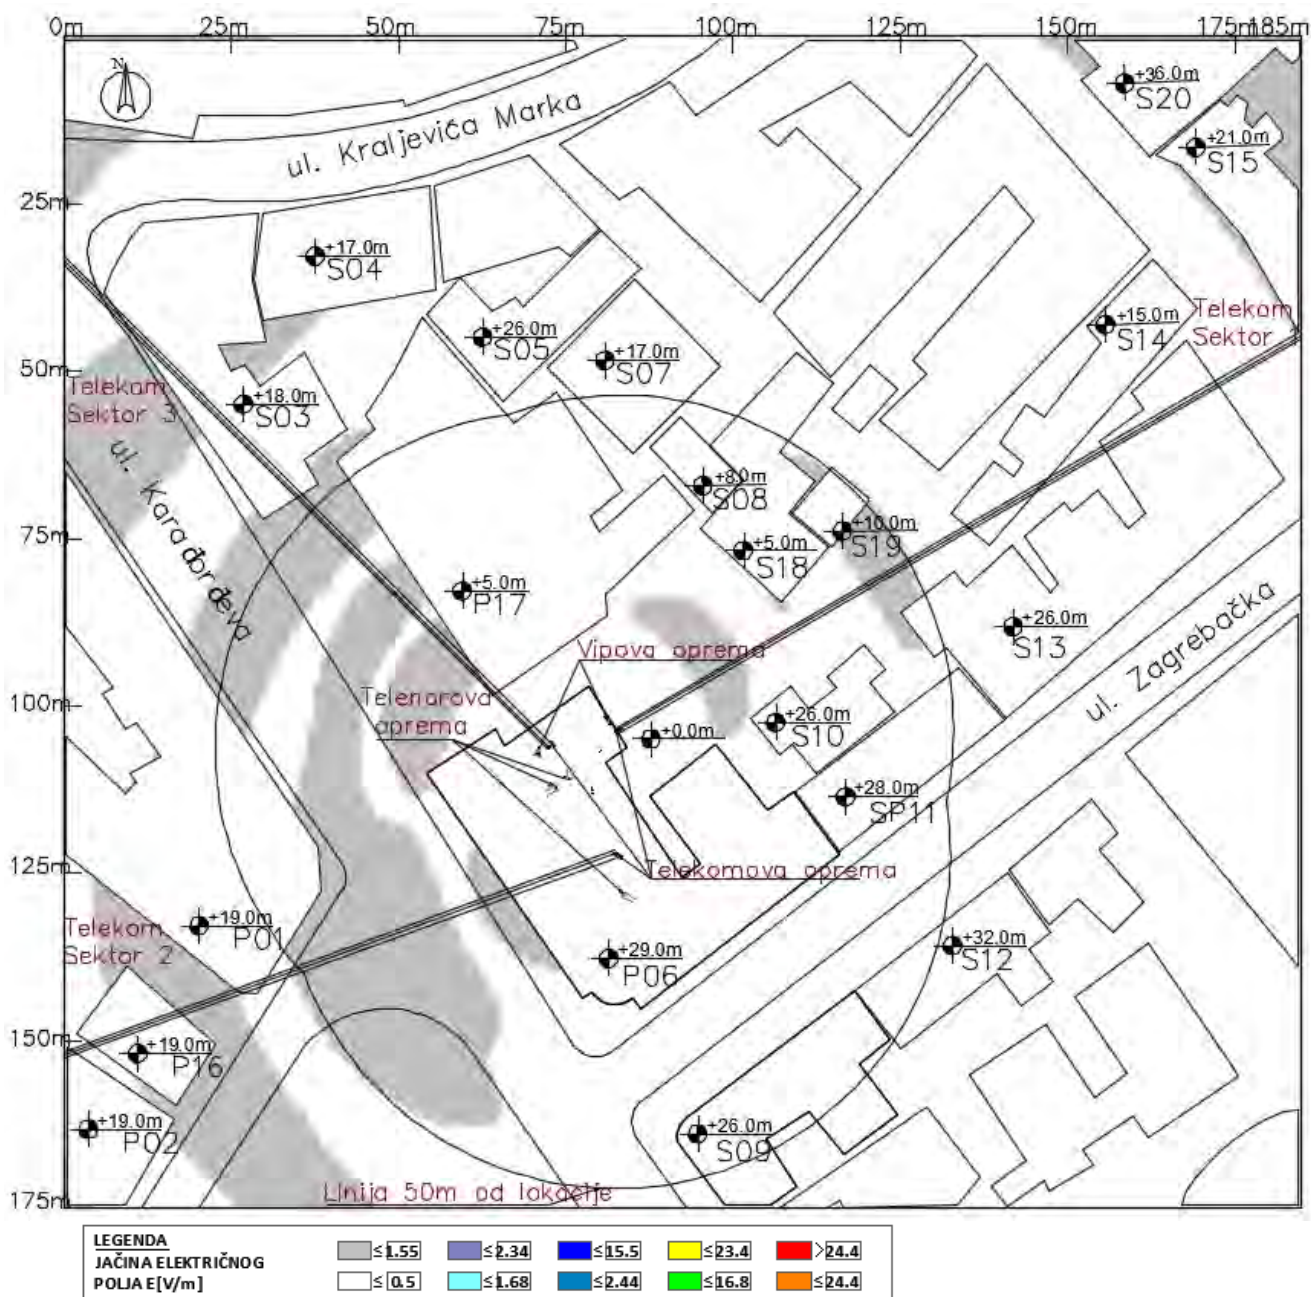 0m 25m 50m 75m 100m 125m 150m 175m 185m
N
+36.0m
S20
ul. Kraljevića Marka
+21.0m
S15
25m
+17.0m
S04
+26.0m
S05
+17.0m
S07
+15.0m
S14
Telekom
Sektor 1
50m
Telekom
Sektor 3
+18.0m
S03
ul. Karađorđeva
+8.0m
S08
+10.0m
S19
75m
+5.0m
S18
+5.0m
P17
+26.0m
S13
Vipova oprema
ul. Zagrebačka
Telenorova
oprema
100m
+0.0m
+26.0m
S10
+28.0m
SP11
125m
Telekomova oprema
Telekom
Sektor 2
+19.0m
P01
+29.0m
P06
+32.0m
S12
150m
+19.0m
P16
+19.0m
P02
+26.0m
S09
175m
Linija 50m od lokacije
LEGENDA
JAČINA ELEKTRIČNOG
POLJA E[V/m]
≤1.55 ≤2.34 ≤15.5 ≤23.4 >24.4
≤ 0.5 ≤1.68 ≤2.44 ≤16.8 ≤24.4